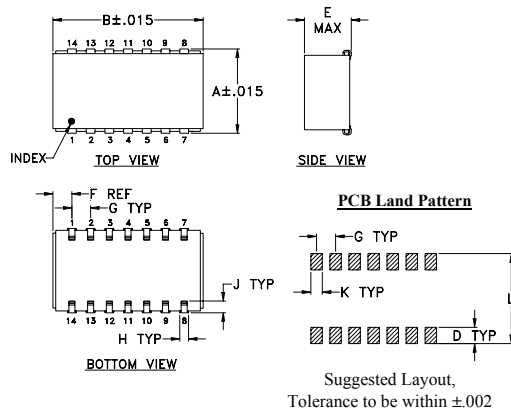 B±.015
E
MAX
14 13 12 11 10 9 8
A±.015
1 2 3 4 5 6 7
INDEX
TOP VIEW
SIDE VIEW
F REF
G TYP
1 2 3 4 5 6 7
J TYP
14 13 12 11 10 9 8
H TYP
BOTTOM VIEW
PCB Land Pattern
G TYP
K TYP
L
D TYP
Suggested Layout,
Tolerance to be within ±.002